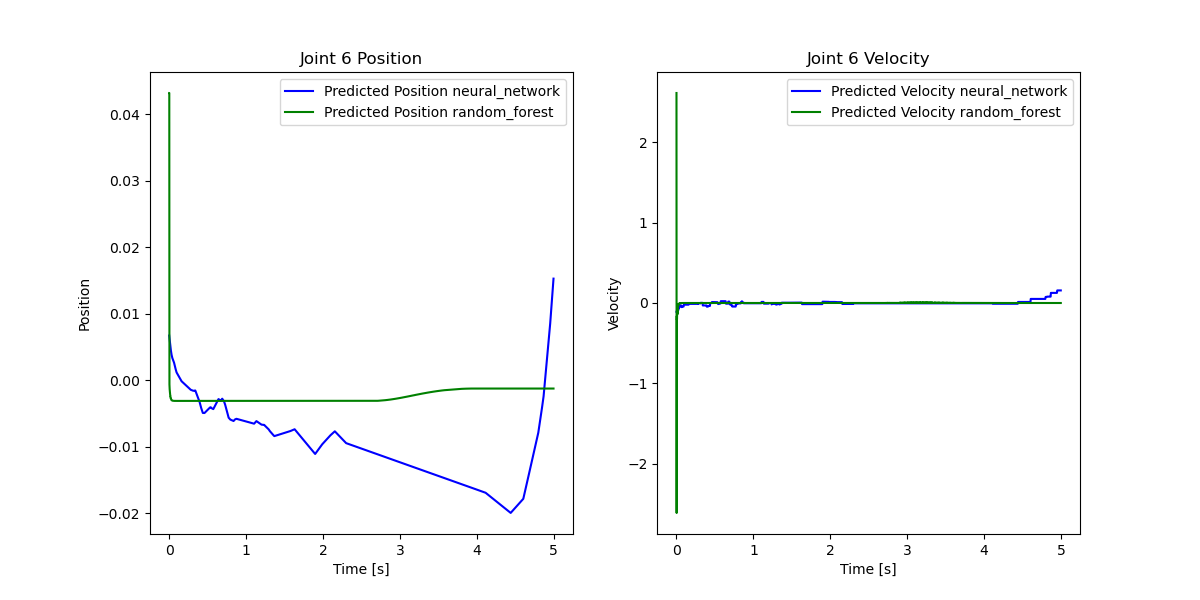 Joint 6 Position
Predicted Position neural_network
Predicted Position random_forest
0.04
0.03
0.02
0.01
0.00
−0.01
−0.02
Position
0 1 2 3 4 5
Time [s]
Joint 6 Velocity
Predicted Velocity neural_network
Predicted Velocity random_forest
2
1
0
−1
−2
Velocity
0 1 2 3 4 5
Time [s]